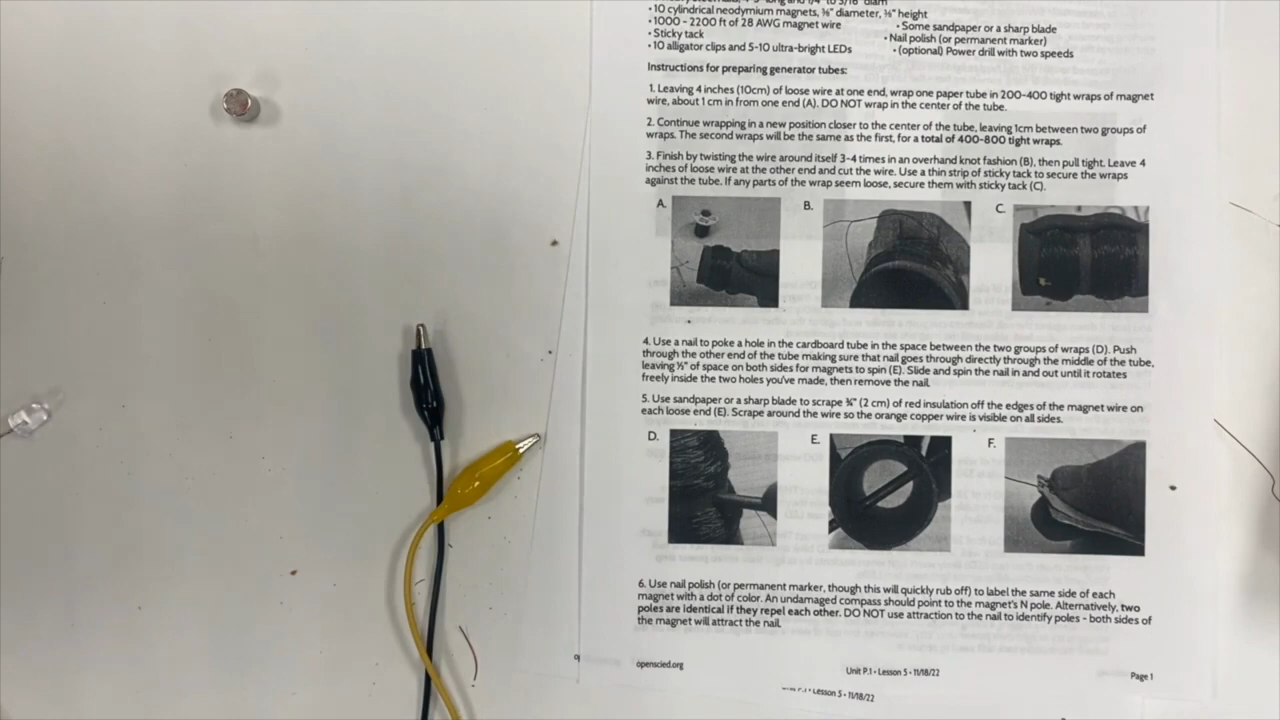 • 10 cylindrical neodymium magnets, ⅜" diameter, ⅜" height
• 1000 - 2200 ft of 28 AWG magnet wire
• Some sandpaper or a sharp blade
• Sticky tack
• Nail polish (or permanent marker)
• 10 alligator clips and 5-10 ultra-bright LEDs
• (optional) Power drill with two speeds
Instructions for preparing generator tubes:
1. Leaving 4 inches (10cm) of loose wire at one end, wrap one paper tube in 200-400 tight wraps of magnet
wire, about 1 cm in from one end (A). DO NOT wrap in the center of the tube.
2. Continue wrapping in a new position closer to the center of the tube, leaving 1cm between two groups of
wraps. The second wraps will be the same as the first, for a total of 400-800 tight wraps.
3. Finish by twisting the wire around itself 3-4 times in an overhand knot fashion (B), then pull tight. Leave 4
inches of loose wire at the other end and cut the wire. Use a thin strip of sticky tack to secure the wraps
against the tube. If any parts of the wrap seem loose, secure them with sticky tack (C).
A. B. C.
4. Use a nail to poke a hole in the cardboard tube in the space between the two groups of wraps (D). Push
through the other end of the tube making sure that nail goes through directly through the middle of the tube,
leaving ½" of space on both sides for magnets to spin (E). Slide and spin the nail in and out until it rotates
freely inside the two holes you've made, then remove the nail.
5. Use sandpaper or a sharp blade to scrape ¾" (2 cm) of red insulation off the edges of the magnet wire on
each loose end (E). Scrape around the wire so the orange copper wire is visible on all sides.
D. E. F.
6. Use nail polish (or permanent marker, though this will quickly rub off) to label the same side of each
magnet with a dot of color. An undamaged compass should point to the magnet's N pole. Alternatively, two
poles are identical if they repel each other. DO NOT use attraction to the nail to identify poles - both sides of
the magnet will attract the nail.
openscied.org
Unit P.1 • Lesson 5 • 11/18/22
Page 1
Lesson 5 • 11/18/22